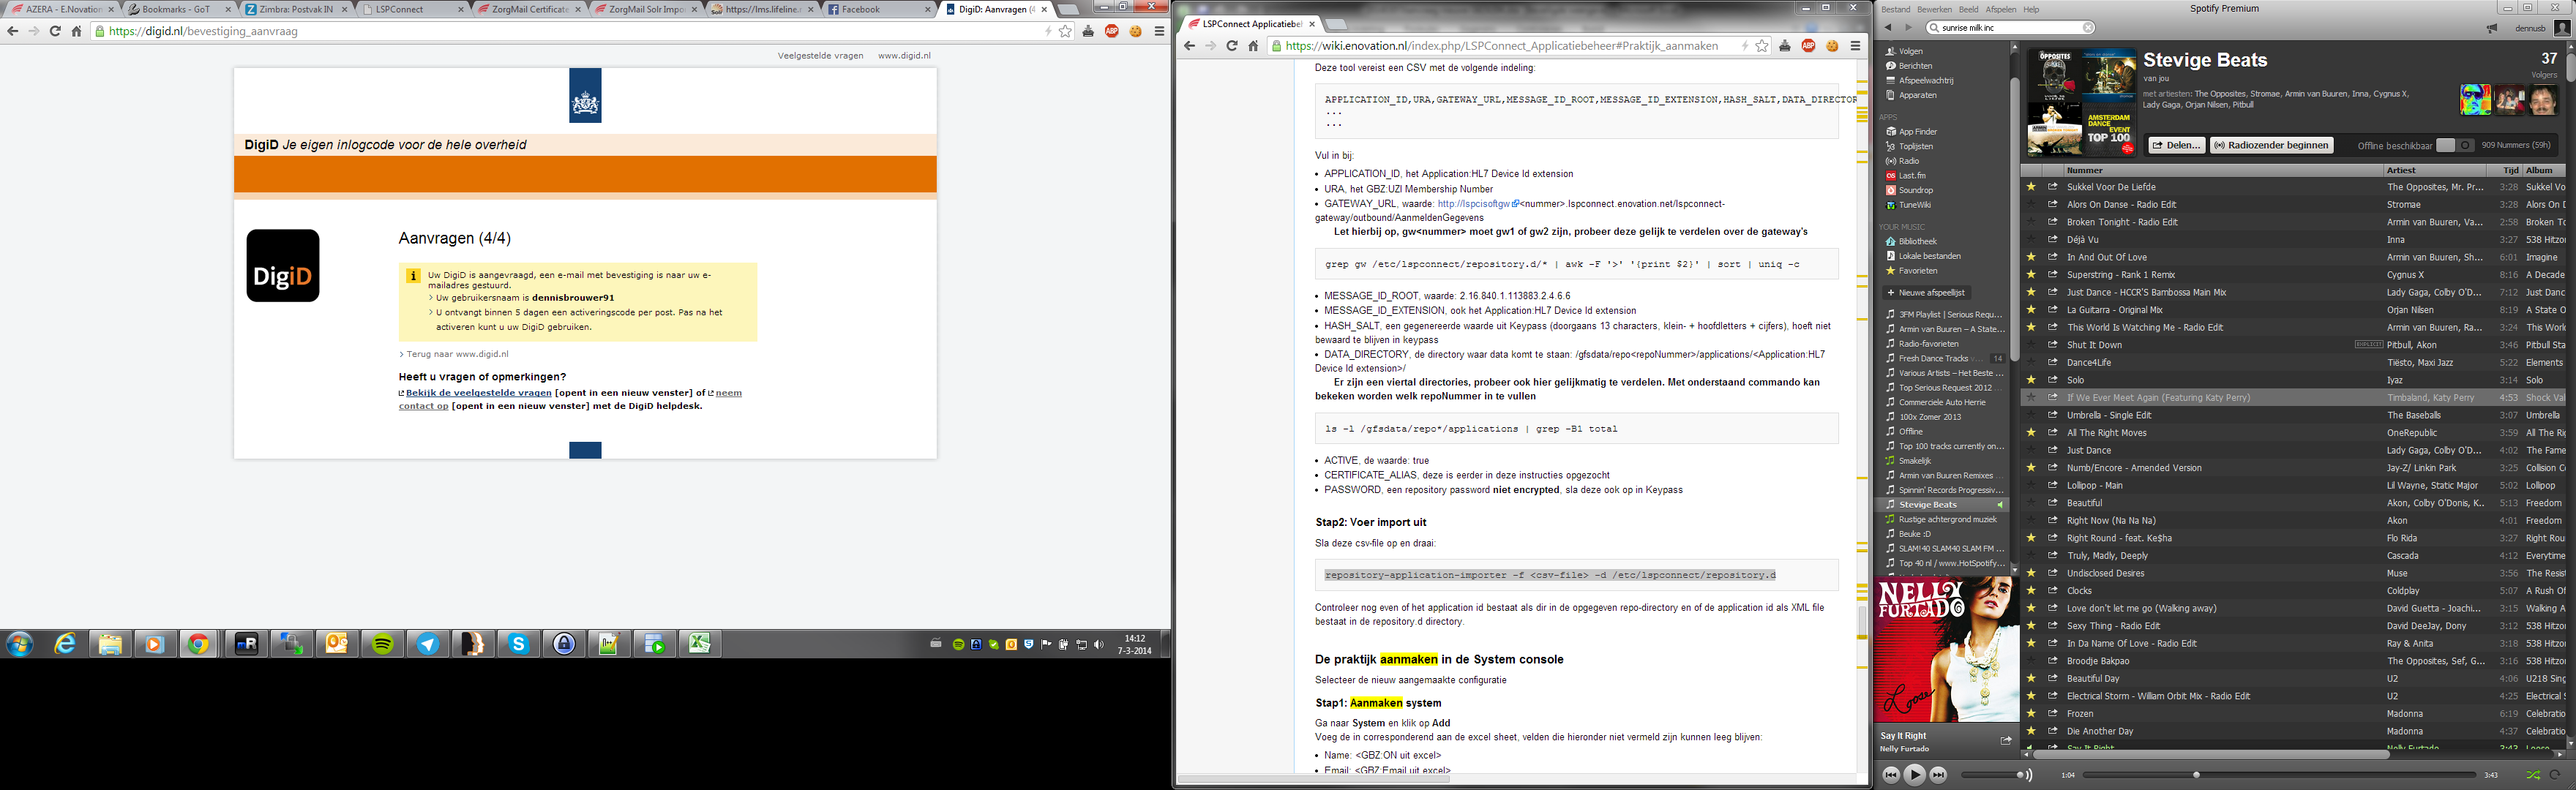 AZERA - E.Novation
Bookmarks - GoT
Zimbra: Postvak IN
LSPConnect
ZorgMail Certificate
ZorgMail Solr Impor
https://lms.lifeline.
Facebook
DigiD: Aanvragen (4
https://digid.nl/bevestiging_aanvraag
Veelgestelde vragen www.digid.nl
DigiD Je eigen inlogcode voor de hele overheid
DigiD
Aanvragen (4/4)
Uw DigiD is aangevraagd, een e-mail met bevestiging is naar uw e-
mailadres gestuurd.
Uw gebruikersnaam is dennisbrouwer91
U ontvangt binnen 5 dagen een activeringscode per post. Pas na het
activeren kunt u uw DigiD gebruiken.
Terug naar www.digid.nl
Heeft u vragen of opmerkingen?
Bekijk de veelgestelde vragen [opent in een nieuw venster] of neem
contact op [opent in een nieuw venster] met de DigiD helpdesk.
14:12
7-3-2014
LSPConnect Applicatiebeh
https://wiki.enovation.nl/index.php/LSPConnect_Applicatiebeheer#Praktijk_aanmaken
Deze tool vereist een CSV met de volgende indeling:
APPLICATION_ID,URA,GATEWAY_URL,MESSAGE_ID_ROOT,MESSAGE_ID_EXTENSION,HASH_SALT,DATA_DIRECTOR
...
...
Vul in bij:
• APPLICATION_ID, het Application:HL7 Device Id extension
• URA, het GBZ:UZI Membership Number
• GATEWAY_URL, waarde: http://lspcisoftgw<nummer>.lspconnect.enovation.net/lspconnect-
gateway/outbound/AanmeldenGegevens
Let hierbij op, gw<nummer> moet gw1 of gw2 zijn, probeer deze gelijk te verdelen over de gateway's
grep gw /etc/lspconnect/repository.d/* | awk -F '>' '{print $2}' | sort | uniq -c
• MESSAGE_ID_ROOT, waarde: 2.16.840.1.113883.2.4.6.6
• MESSAGE_ID_EXTENSION, ook het Application:HL7 Device Id extension
• HASH_SALT, een gegenereerde waarde uit Keypass (doorgaans 13 characters, klein- + hoofdletters + cijfers), hoeft niet
bewaard te blijven in keypass
• DATA_DIRECTORY, de directory waar data komt te staan: /gfsdata/repo<repoNummer>/applications/<Application:HL7
Device Id extension>/
Er zijn een viertal directories, probeer ook hier gelijkmatig te verdelen. Met onderstaand commando kan
bekeken worden welk repoNummer in te vullen
ls -l /gfsdata/repo*/applications | grep -B1 total
• ACTIVE, de waarde: true
• CERTIFICATE_ALIAS, deze is eerder in deze instructies opgezocht
• PASSWORD, een repository password niet encrypted, sla deze ook op in Keypass
Stap2: Voer import uit
Sla deze csv-file op en draai:
repository-application-importer -f <csv-file> -d /etc/lspconnect/repository.d
Controleer nog even of het application id bestaat als dir in de opgegeven repo-directory en of de application id als XML file
bestaat in de repository.d directory.
De praktijk aanmaken in de System console
Selecteer de nieuw aangemaakte configuratie
Stap1: Aanmaken system
Ga naar System en klik op Add
Voeg de in corresponderend aan de excel sheet, velden die hieronder niet vermeld zijn kunnen leeg blijven:
• Name: <GBZ:ON uit excel>
• Email: <GBZ:Email uit excel>
Bestand Bewerken Beeld Afspelen Help
Spotify Premium
sunrise milk inc
dennusb
Volgen
Berichten
Afspeelwachtrij
Apparaten
APPS
App Finder
Toplijsten
Radio
Last.fm
Soundrop
TuneWiki
YOUR MUSIC
Bibliotheek
Lokale bestanden
Favorieten
+ Nieuwe afspeellijst
3FM Playlist | Serious Requ...
Armin van Buuren – A State...
Radio-favorieten
Fresh Dance Tracks 14
Various Artists – Het Beste ...
Top Serious Request 2012
Commerciele Auto Herrie
100x Zomer 2013
Offline
Top 100 tracks currently on...
Smakelijk
Armin van Buuren Remixes
Spinnin' Records Progressiv...
Stevige Beats
Rustige achtergrond muziek
Beuke :D
SLAM!40 SLAM40 SLAM FM ...
Top 40 nl / www.HotSpotify...
NELLY
FURTADO
Loose
Say It Right
Nelly Furtado
Stevige Beats
van jou
met artiesten: The Opposites, Stromae, Armin van Buuren, Inna, Cygnus X,
Lady Gaga, Orjan Nilsen, Pitbull
37
Volgers
OPPOSITES
AMSTERDAM
DANCE
EVENT
TOP 100
Delen... Radiozender beginnen Offline beschikbaar 909 Nummers (59h)
Nummer Artiest Tijd Album
Sukkel Voor De Liefde The Opposites, Mr. Pr... 3:28 Sukkel Vo
Alors On Danse - Radio Edit Stromae 3:28 Alors On D
Broken Tonight - Radio Edit Armin van Buuren, Va... 2:58 Broken To
Déjà Vu Inna 3:27 538 Hitzon
In And Out Of Love Armin van Buuren, Sh... 6:01 Imagine
Superstring - Rank 1 Remix Cygnus X 8:16 A Decade
Just Dance - HCCR'S Bambossa Main Mix Lady Gaga, Colby O'D... 7:12 Just Danc
La Guitarra - Original Mix Orjan Nilsen 8:19 A State O
This World Is Watching Me - Radio Edit Armin van Buuren, Ra... 3:24 This World
Shut It Down EXPLICIT Pitbull, Akon 3:46 Pitbull Sta
Dance4Life Tiësto, Maxi Jazz 5:22 Elements
Solo Iyaz 3:14 Solo
If We Ever Meet Again (Featuring Katy Perry) Timbaland, Katy Perry 4:53 Shock Val
Umbrella - Single Edit The Baseballs 3:07 Umbrella
All The Right Moves OneRepublic 3:59 All The Rig
Just Dance Lady Gaga, Colby O'D... 4:02 The Fame
Numb/Encore - Amended Version Jay-Z/ Linkin Park 3:25 Collision C
Lollipop - Main Lil Wayne, Static Major 5:02 Lollipop
Beautiful Akon, Colby O'Donis, K... 5:13 Freedom
Right Now (Na Na Na) Akon 4:01 Freedom
Right Round - feat. Ke$ha Flo Rida 3:27 Right Rou
Truly, Madly, Deeply Cascada 4:12 Everytime
Undisclosed Desires Muse 3:56 The Resist
Clocks Coldplay 5:07 A Rush Of
Love don't let me go (Walking away) David Guetta - Joachi... 3:15 Walking A
Sexy Thing - Radio Edit David DeeJay, Dony 3:12 538 Hitzon
In Da Name Of Love - Radio Edit Ray & Anita 3:18 538 Hitzon
Broodje Bakpao The Opposites, Sef, G... 3:16 538 Hitzon
Beautiful Day U2 4:06 U218 Sing
Electrical Storm - William Orbit Mix - Radio Edit U2 4:25 Electrical S
Frozen Madonna 6:19 Celebratio
Die Another Day Madonna 4:37 Celebratio
Say It Right Nelly Furtado 3:43 Loose
1:04 3:43